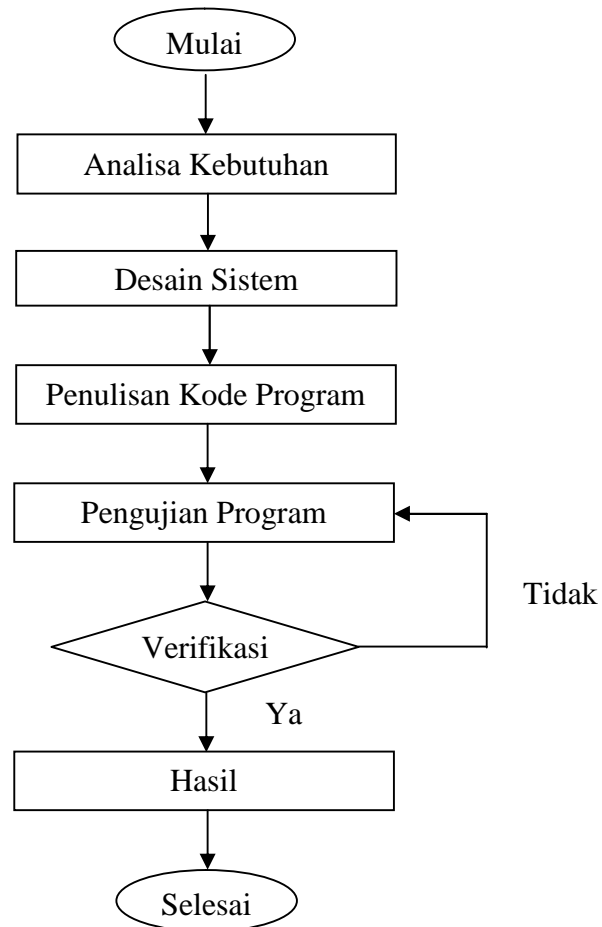 Mulai
Analisa Kebutuhan
Desain Sistem
Penulisan Kode Program
Pengujian Program
Tidak
Verifikasi
Ya
Hasil
Selesai